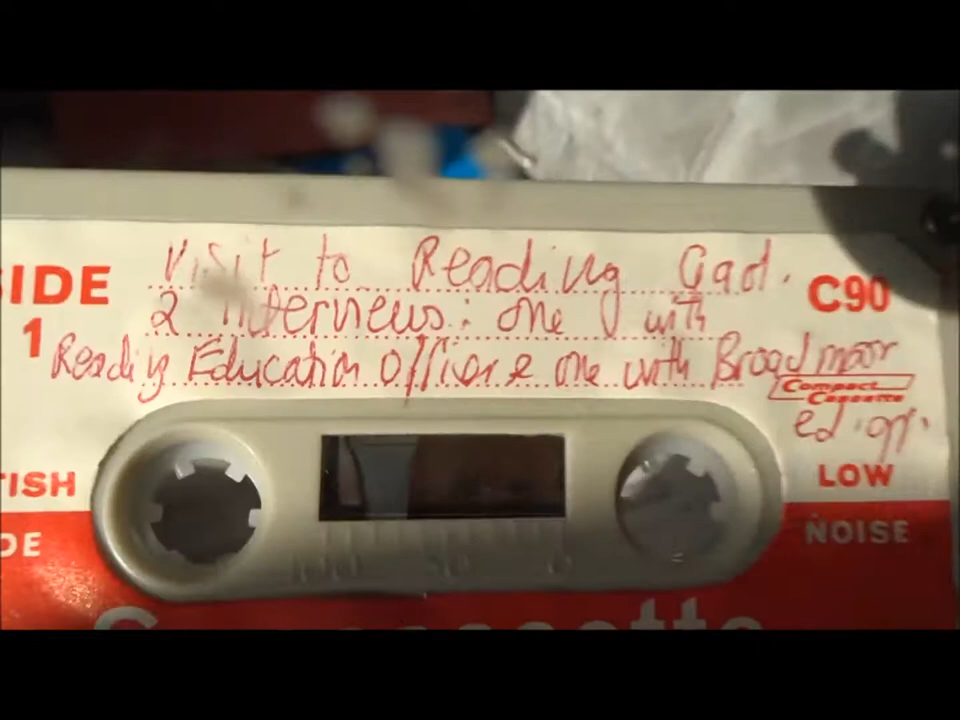 Visit to Reading Gaol.
SIDE
1
C90
2 interviews: one with
Reading Education Officer & one with Broadmoor
Compact
Cassette
ed. off.
TISH
LOW
DE
NOISE
C cassette